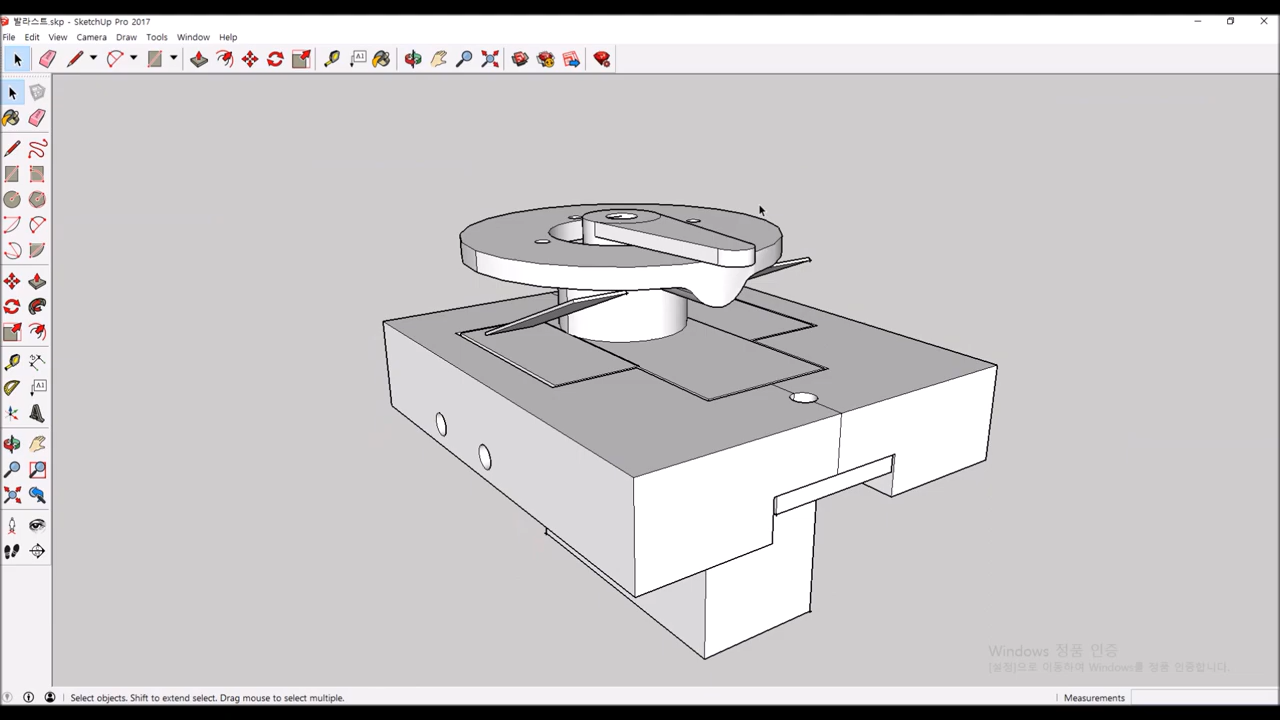 발라스트.skp - SketchUp Pro 2017
File Edit View Camera Draw Tools Window Help
A1
A1
Windows 정품 인증
[설정]으로 이동하여 Windows를 정품 인증합니다.
Select objects. Shift to extend select. Drag mouse to select multiple. Measurements